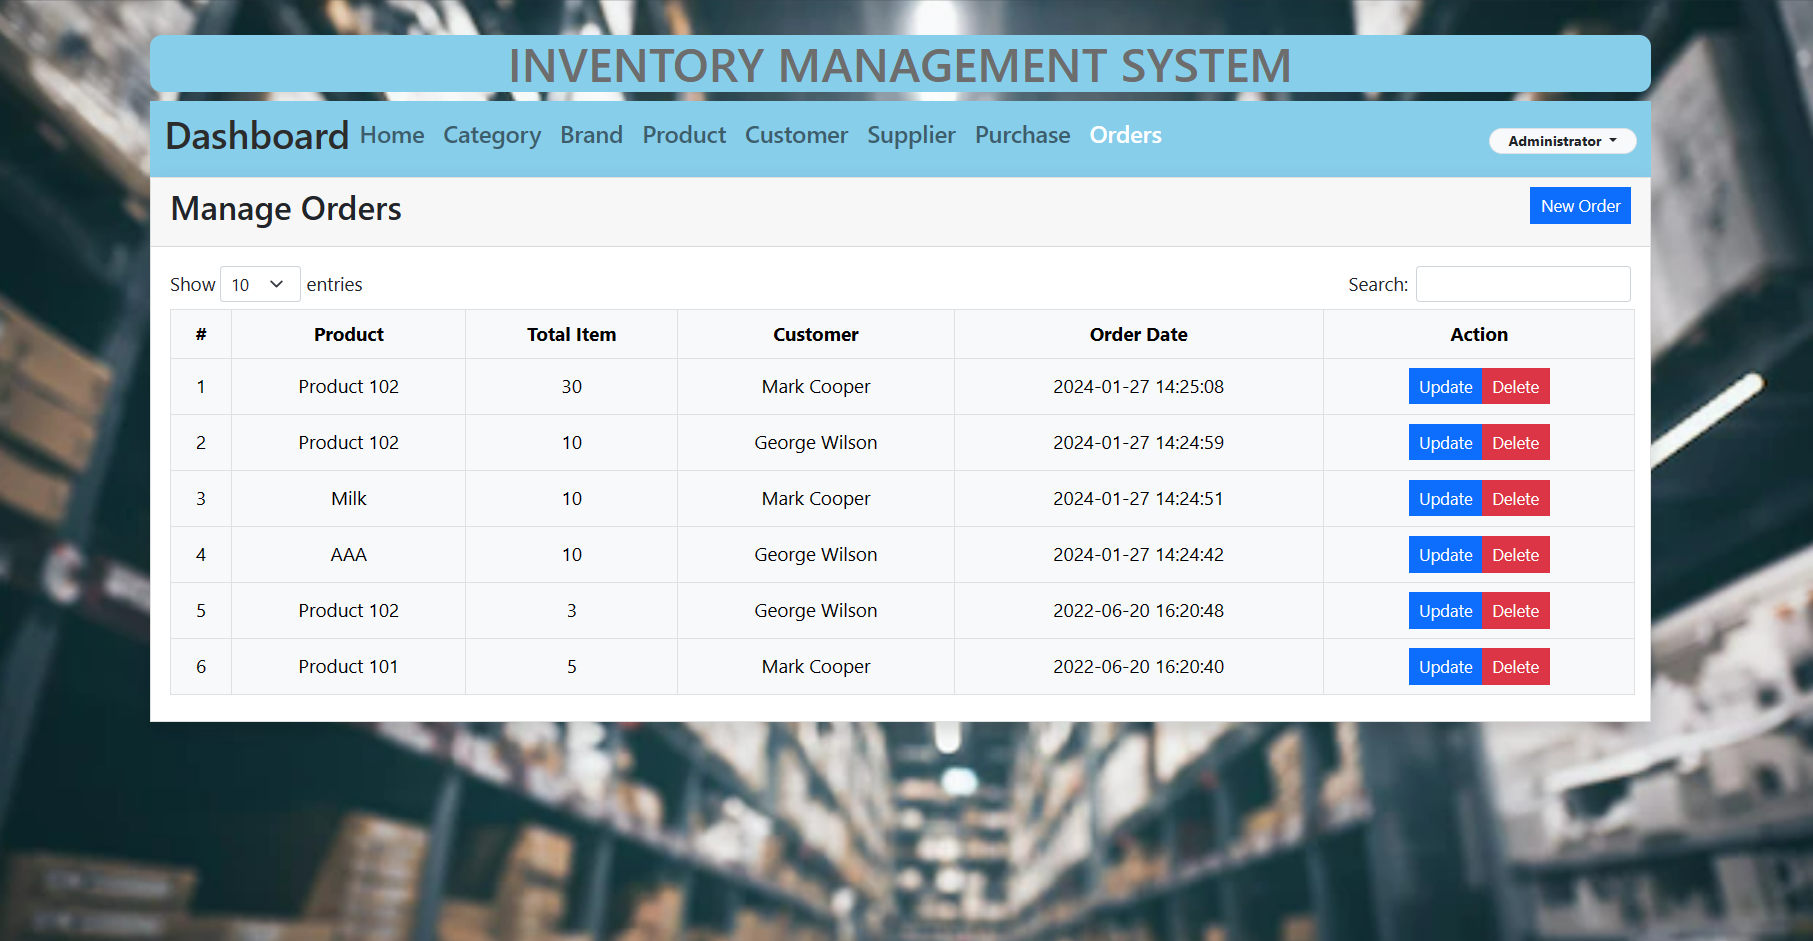 INVENTORY MANAGEMENT SYSTEM
Dashboard Home Category Brand Product Customer Supplier Purchase Orders Administrator
Manage Orders New Order
Show 10 entries Search:
# Product Total Item Customer Order Date Action
1 Product 102 30 Mark Cooper 2024-01-27 14:25:08 Update Delete
2 Product 102 10 George Wilson 2024-01-27 14:24:59 Update Delete
3 Milk 10 Mark Cooper 2024-01-27 14:24:51 Update Delete
4 AAA 10 George Wilson 2024-01-27 14:24:42 Update Delete
5 Product 102 3 George Wilson 2022-06-20 16:20:48 Update Delete
6 Product 101 5 Mark Cooper 2022-06-20 16:20:40 Update Delete